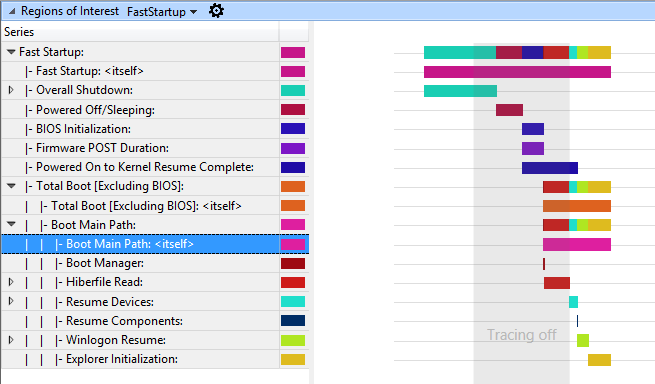 Regions of Interest FastStartup
Series
Fast Startup:
|- Fast Startup: <itself>
|- Overall Shutdown:
|- Powered Off/Sleeping:
|- BIOS Initialization:
|- Firmware POST Duration:
|- Powered On to Kernel Resume Complete:
|- Total Boot [Excluding BIOS]:
| |- Total Boot [Excluding BIOS]: <itself>
| |- Boot Main Path:
| | |- Boot Main Path: <itself>
| | |- Boot Manager:
| | |- Hiberfile Read:
| | |- Resume Devices:
| | |- Resume Components:
| | |- Winlogon Resume:
| | |- Explorer Initialization:
Tracing off